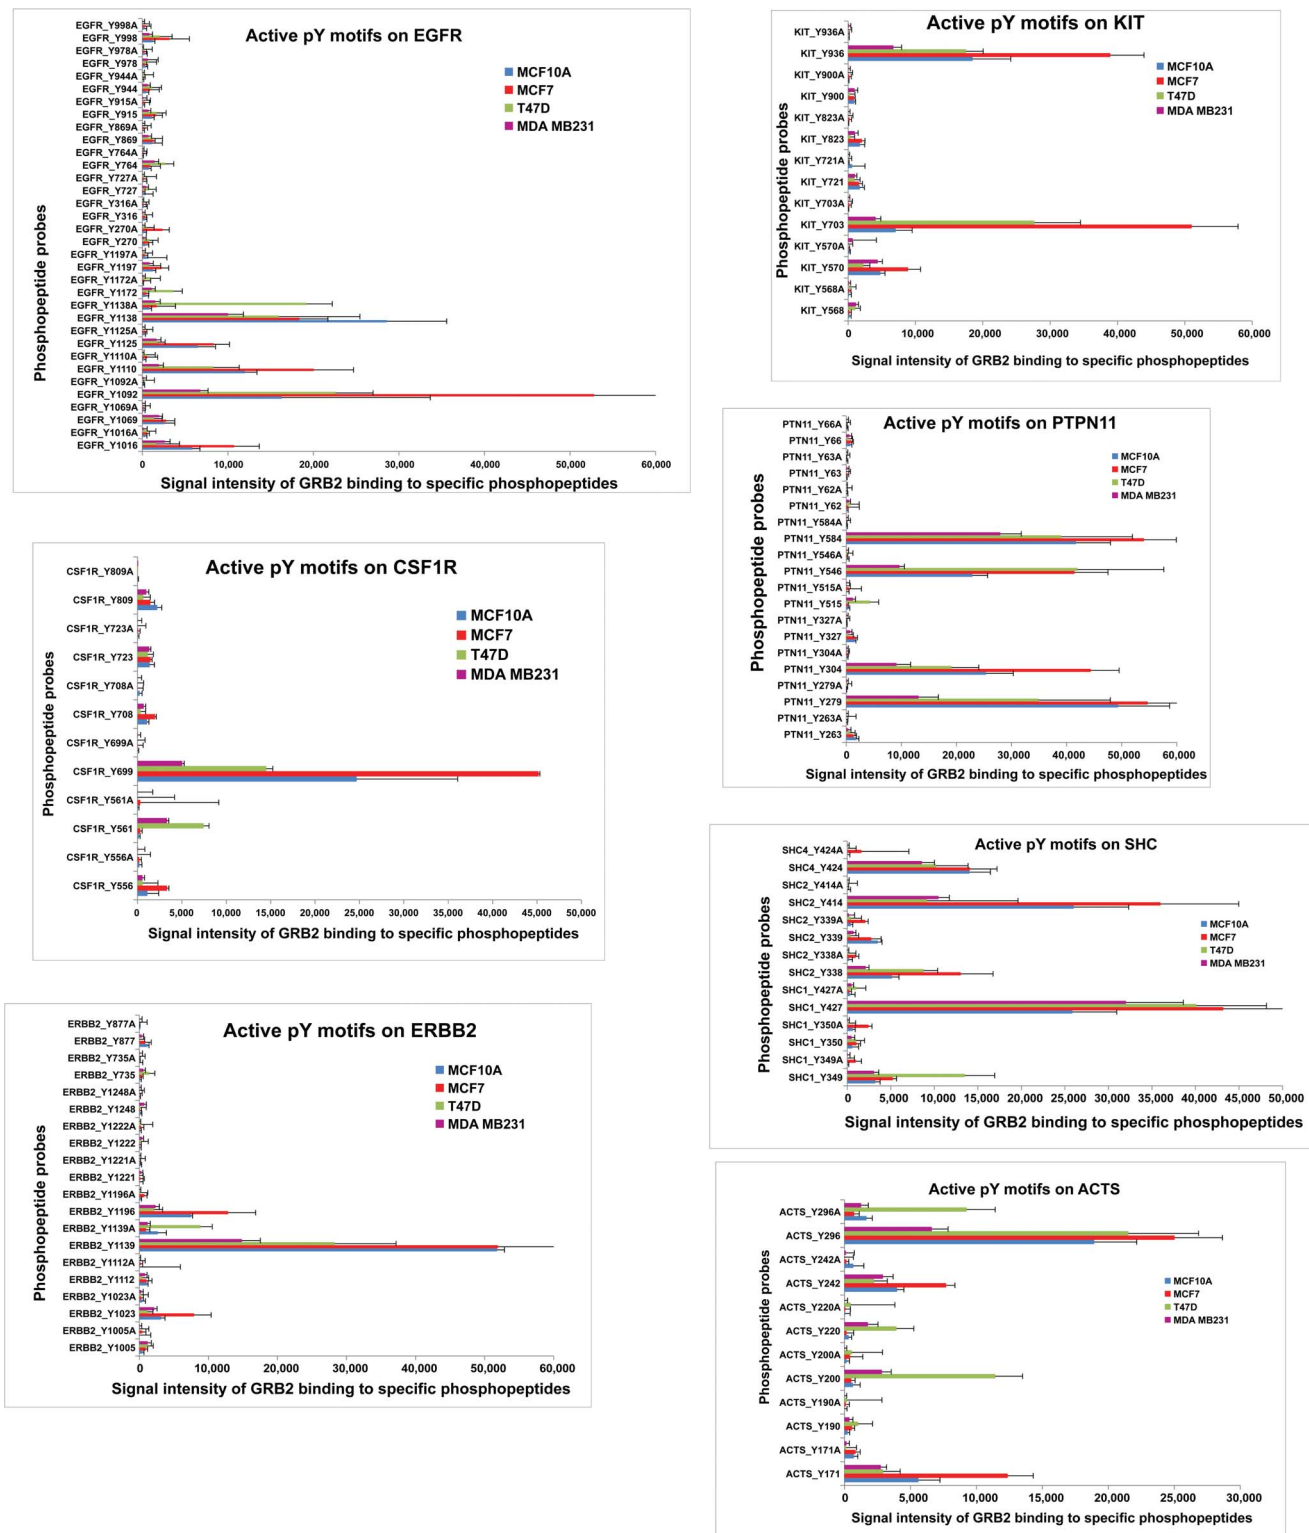 Active pY motifs on EGFR
Phosphopeptide probes
EGFR_Y998A
EGFR_Y998
EGFR_Y978A
EGFR_Y978
EGFR_Y944A
EGFR_Y944
EGFR_Y915A
EGFR_Y915
EGFR_Y869A
EGFR_Y869
EGFR_Y764A
EGFR_Y764
EGFR_Y727A
EGFR_Y727
EGFR_Y316A
EGFR_Y316
EGFR_Y270A
EGFR_Y270
EGFR_Y1197A
EGFR_Y1197
EGFR_Y1172A
EGFR_Y1172
EGFR_Y1138A
EGFR_Y1138
EGFR_Y1125A
EGFR_Y1125
EGFR_Y1110A
EGFR_Y1110
EGFR_Y1092A
EGFR_Y1092
EGFR_Y1069A
EGFR_Y1069
EGFR_Y1016A
EGFR_Y1016
MCF10A
MCF7
T47D
MDA MB231
0 10,000 20,000 30,000 40,000 50,000 60,000
Signal intensity of GRB2 binding to specific phosphopeptides
Active pY motifs on KIT
Phosphopeptide probes
KIT_Y936A
KIT_Y936
KIT_Y900A
KIT_Y900
KIT_Y823A
KIT_Y823
KIT_Y721A
KIT_Y721
KIT_Y703A
KIT_Y703
KIT_Y570A
KIT_Y570
KIT_Y568A
KIT_Y568
MCF10A
MCF7
T47D
MDA MB231
0 10,000 20,000 30,000 40,000 50,000 60,000
Signal intensity of GRB2 binding to specific phosphopeptides
Active pY motifs on PTPN11
Phosphopeptide probes
PTN11_Y66A
PTN11_Y66
PTN11_Y63A
PTN11_Y63
PTN11_Y62A
PTN11_Y62
PTN11_Y584A
PTN11_Y584
PTN11_Y546A
PTN11_Y546
PTN11_Y515A
PTN11_Y515
PTN11_Y327A
PTN11_Y327
PTN11_Y304A
PTN11_Y304
PTN11_Y279A
PTN11_Y279
PTN11_Y263A
PTN11_Y263
MCF10A
MCF7
T47D
MDA MB231
0 10,000 20,000 30,000 40,000 50,000 60,000
Signal intensity of GRB2 binding to specific phosphopeptides
Active pY motifs on CSF1R
Phosphopeptide probes
CSF1R_Y809A
CSF1R_Y809
CSF1R_Y723A
CSF1R_Y723
CSF1R_Y708A
CSF1R_Y708
CSF1R_Y699A
CSF1R_Y699
CSF1R_Y561A
CSF1R_Y561
CSF1R_Y556A
CSF1R_Y556
MCF10A
MCF7
T47D
MDA MB231
0 5,000 10,000 15,000 20,000 25,000 30,000 35,000 40,000 45,000 50,000
Signal intensity of GRB2 binding to specific phosphopeptides
Active pY motifs on SHC
Phosphopeptide probes
SHC4_Y424A
SHC4_Y424
SHC2_Y414A
SHC2_Y414
SHC2_Y339A
SHC2_Y339
SHC2_Y338A
SHC2_Y338
SHC1_Y427A
SHC1_Y427
SHC1_Y350A
SHC1_Y350
SHC1_Y349A
SHC1_Y349
MCF10A
MCF7
T47D
MDA MB231
0 5,000 10,000 15,000 20,000 25,000 30,000 35,000 40,000 45,000 50,000
Signal intensity of GRB2 binding to specific phosphopeptides
Active pY motifs on ERBB2
Phosphopeptide probes
ERBB2_Y877A
ERBB2_Y877
ERBB2_Y735A
ERBB2_Y735
ERBB2_Y1248A
ERBB2_Y1248
ERBB2_Y1222A
ERBB2_Y1222
ERBB2_Y1221A
ERBB2_Y1221
ERBB2_Y1196A
ERBB2_Y1196
ERBB2_Y1139A
ERBB2_Y1139
ERBB2_Y1112A
ERBB2_Y1112
ERBB2_Y1023A
ERBB2_Y1023
ERBB2_Y1005A
ERBB2_Y1005
MCF10A
MCF7
T47D
MDA MB231
0 10,000 20,000 30,000 40,000 50,000 60,000
Signal intensity of GRB2 binding to specific phosphopeptides
Active pY motifs on ACTS
Phosphopeptide probes
ACTS_Y296A
ACTS_Y296
ACTS_Y242A
ACTS_Y242
ACTS_Y220A
ACTS_Y220
ACTS_Y200A
ACTS_Y200
ACTS_Y190A
ACTS_Y190
ACTS_Y171A
ACTS_Y171
MCF10A
MCF7
T47D
MDA MB231
0 5,000 10,000 15,000 20,000 25,000 30,000
Signal intensity of GRB2 binding to specific phosphopeptides